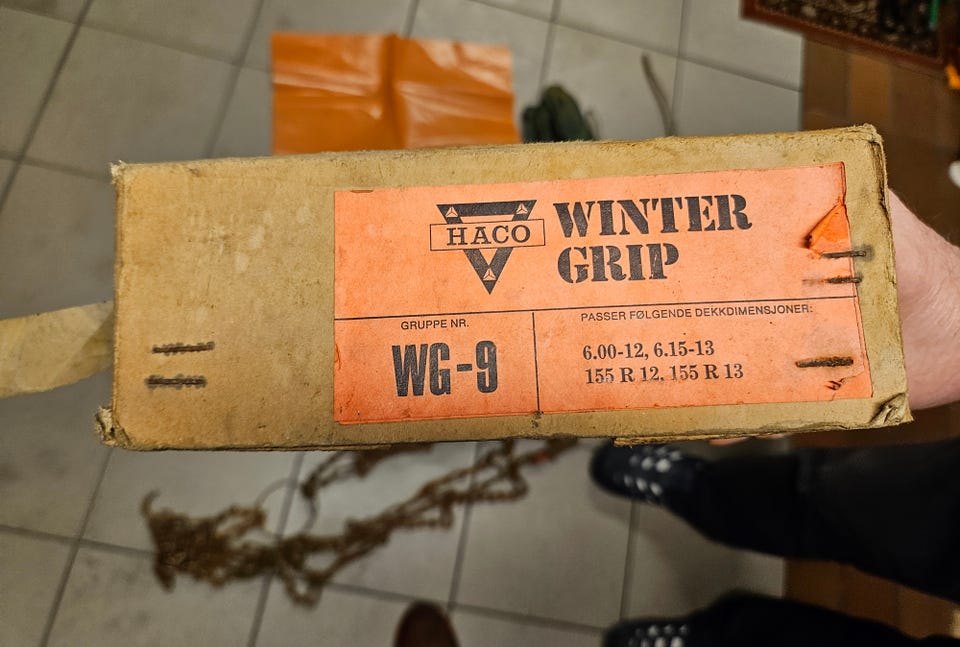 HACO
WINTER
GRIP
GRUPPE NR.
WG-9
PASSER FØLGENDE DEKKDIMENSJONER:
6.00-12, 6.15-13
155 R 12, 155 R 13